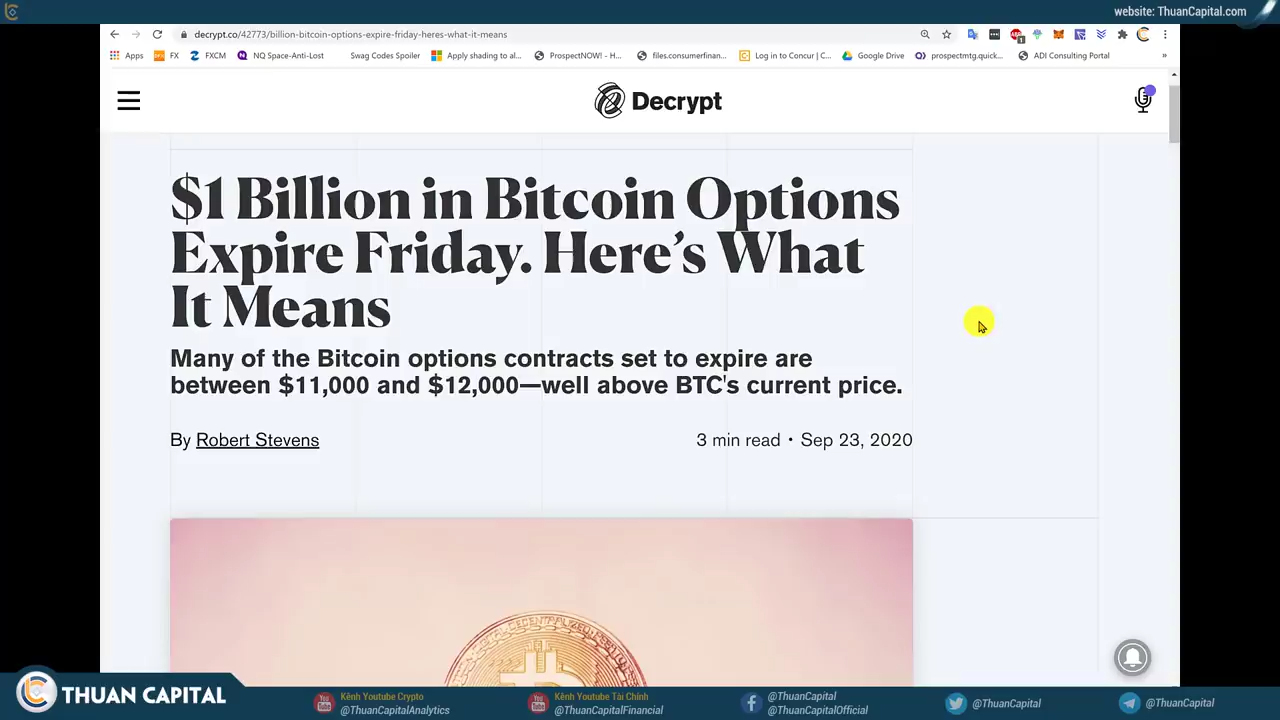 website: ThuanCapital.com
decrypt.co/42773/billion-bitcoin-options-expire-friday-heres-what-it-means
Apps FX FXCM NQ Space-Anti-Lost Swag Codes Spoiler Apply shading to al... ProspectNOW! - H... files.consumerfinan... Log in to Concur | C... Google Drive prospectmtg.quick... ADI Consulting Portal »
Decrypt
$1 Billion in Bitcoin Options
Expire Friday. Here's What
It Means
Many of the Bitcoin options contracts set to expire are
between $11,000 and $12,000—well above BTC's current price.
By Robert Stevens 3 min read • Sep 23, 2020
THUAN CAPITAL
Kênh Youtube Crypto
@ThuanCapitalAnalytics
Kênh Youtube Tài Chính
@ThuanCapitalFinancial
@ThuanCapital
@ThuanCapitalOfficial
@ThuanCapital
@ThuanCapital